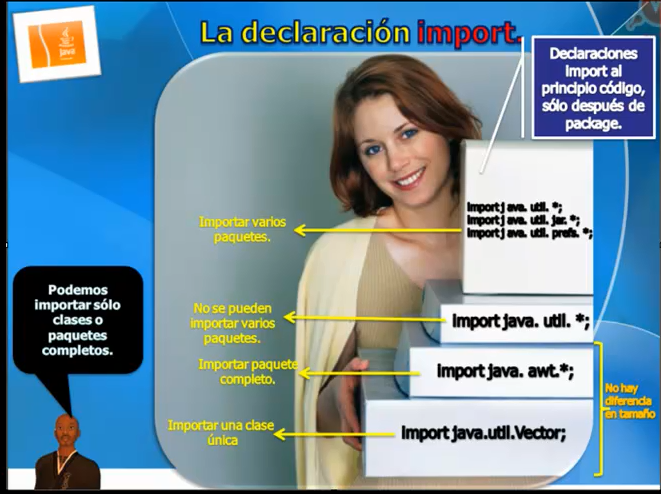 La declaración import.
java
Declaraciones
Import al
principio código,
sólo después de
package.
Importar varios
paquetes.
import java. util. *;
import java. util. jar. *;
import java. util. prefs. *;
Podemos
importar sólo
clases o
paquetes
completos.
No se pueden
importar varios
paquetes.
import java. util. *;
Importar paquete
completo.
import java. awt.*;
No hay
diferencia
en tamaño
Importar una clase
única
import java.util.Vector;